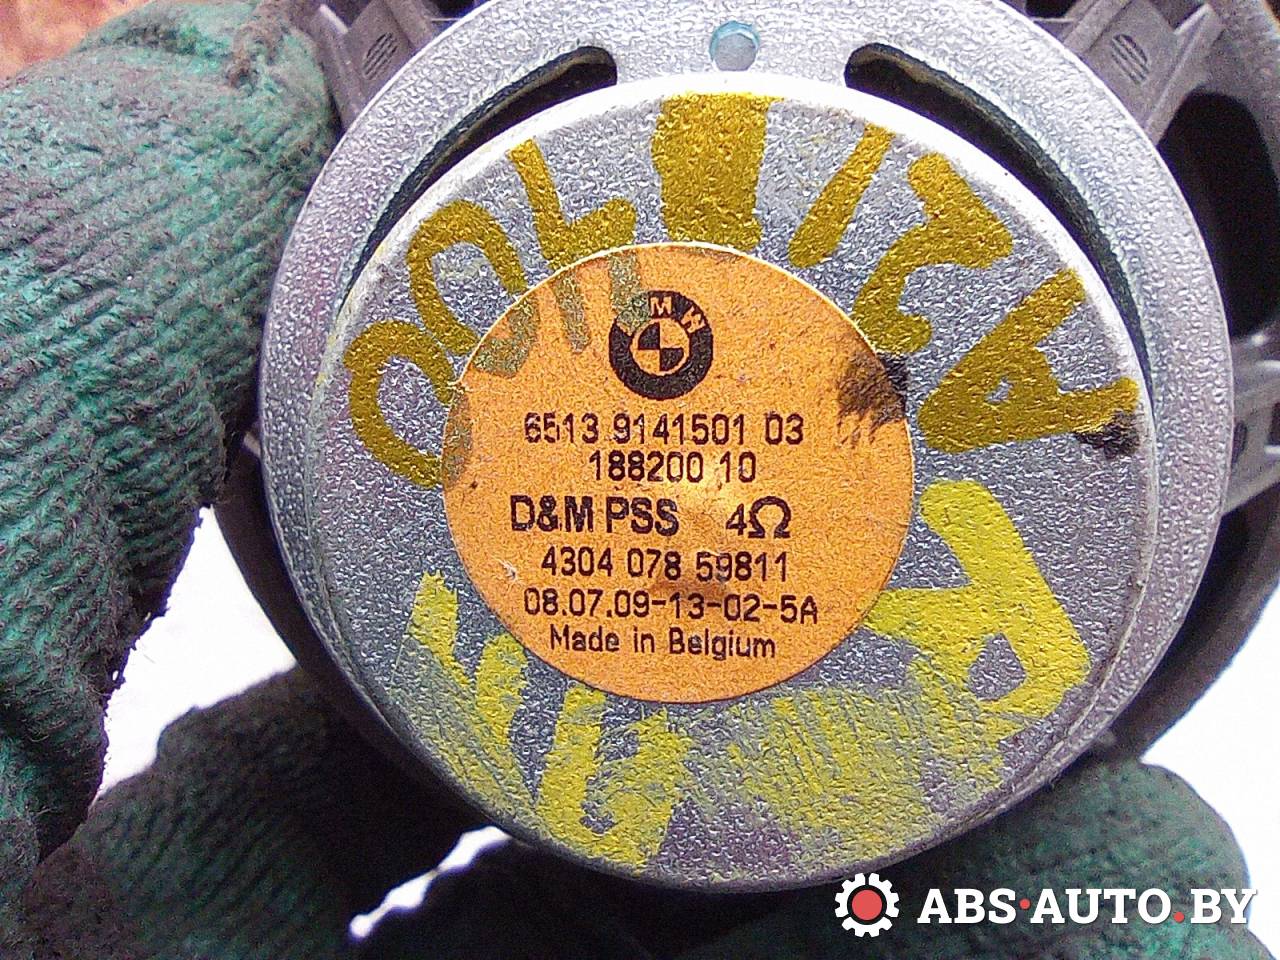 BMW
6513 9141501 03
188200 10
D&M PSS 4Ω
4304 078 59811
08.07.09-13-02-5A
Made in Belgium
ABS·AUTO.BY